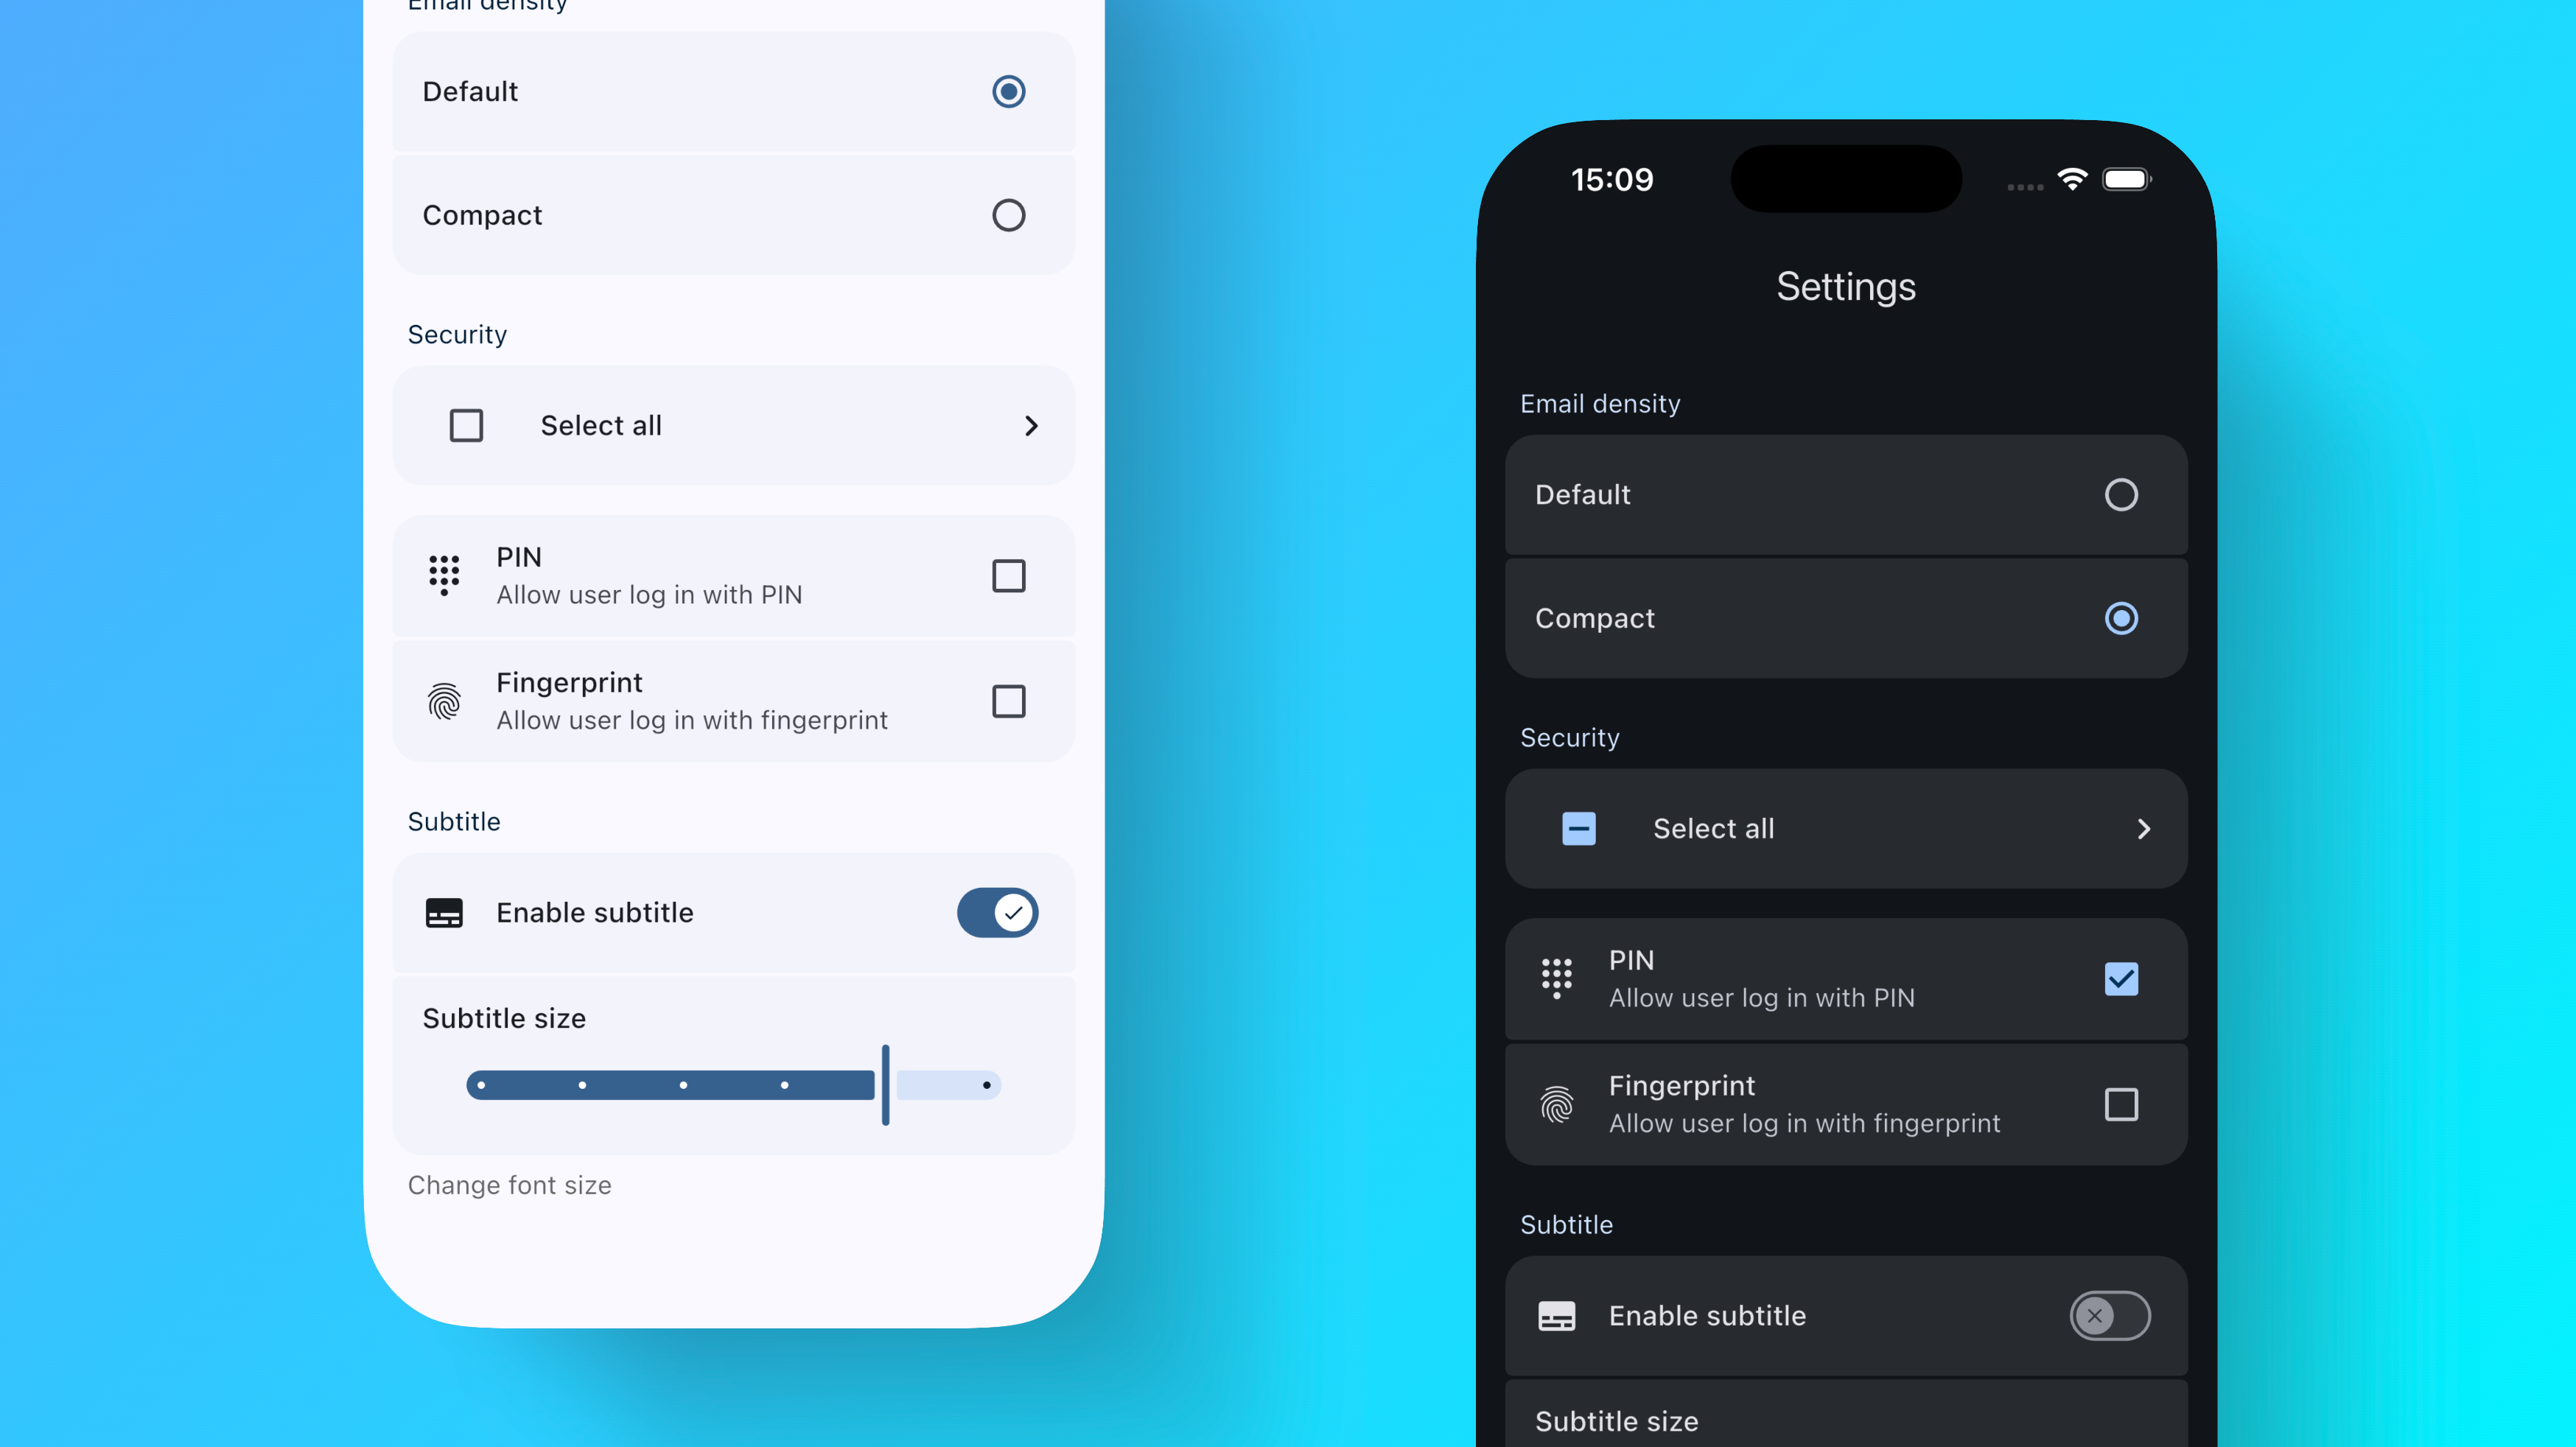 Email density
Default
Compact
Security
Select all
PIN
Allow user log in with PIN
Fingerprint
Allow user log in with fingerprint
Subtitle
Enable subtitle
Subtitle size
Change font size
15:09
Settings
Email density
Default
Compact
Security
Select all
PIN
Allow user log in with PIN
Fingerprint
Allow user log in with fingerprint
Subtitle
Enable subtitle
Subtitle size